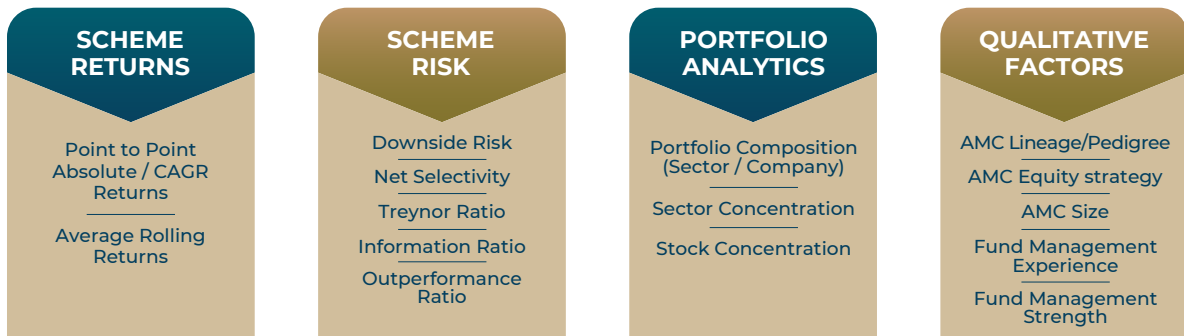 SCHEME
RETURNS
Point to Point
Absolute / CAGR
Returns
Average Rolling
Returns
SCHEME
RISK
Downside Risk
Net Selectivity
Treynor Ratio
Information Ratio
Outperformance
Ratio
PORTFOLIO
ANALYTICS
Portfolio Composition
(Sector / Company)
Sector Concentration
Stock Concentration
QUALITATIVE
FACTORS
AMC Lineage/Pedigree
AMC Equity strategy
AMC Size
Fund Management
Experience
Fund Management
Strength